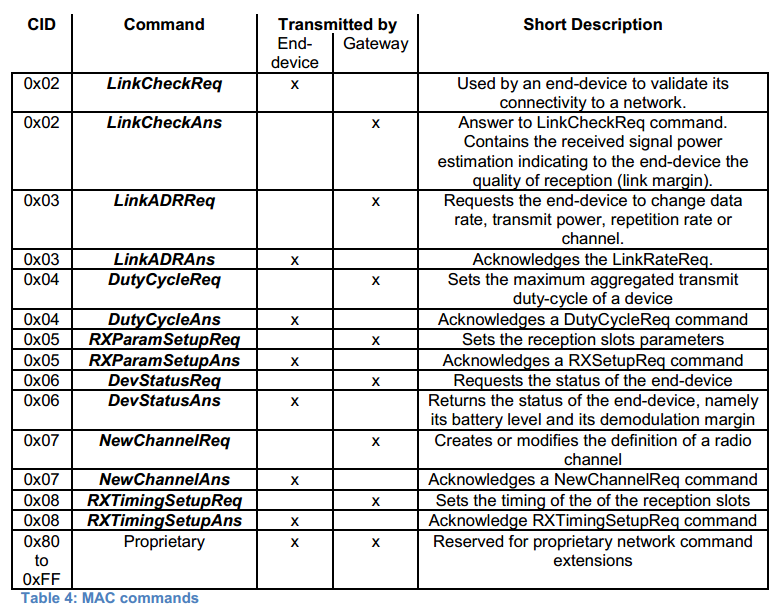 CID Command Transmitted by Short Description
End- Gateway
device
0x02 LinkCheckReq x Used by an end-device to validate its
connectivity to a network.
0x02 LinkCheckAns x Answer to LinkCheckReq command.
Contains the received signal power
estimation indicating to the end-device the
quality of reception (link margin).
0x03 LinkADRReq x Requests the end-device to change data
rate, transmit power, repetition rate or
channel.
0x03 LinkADRAns x Acknowledges the LinkRateReq.
0x04 DutyCycleReq x Sets the maximum aggregated transmit
duty-cycle of a device
0x04 DutyCycleAns x Acknowledges a DutyCycleReq command
0x05 RXParamSetupReq x Sets the reception slots parameters
0x05 RXParamSetupAns x Acknowledges a RXSetupReq command
0x06 DevStatusReq x Requests the status of the end-device
0x06 DevStatusAns x Returns the status of the end-device, namely
its battery level and its demodulation margin
0x07 NewChannelReq x Creates or modifies the definition of a radio
channel
0x07 NewChannelAns x Acknowledges a NewChannelReq command
0x08 RXTimingSetupReq x Sets the timing of the of the reception slots
0x08 RXTimingSetupAns x Acknowledge RXTimingSetupReq command
0x80 Proprietary x x Reserved for proprietary network command
to extensions
0xFF
Table 4: MAC commands